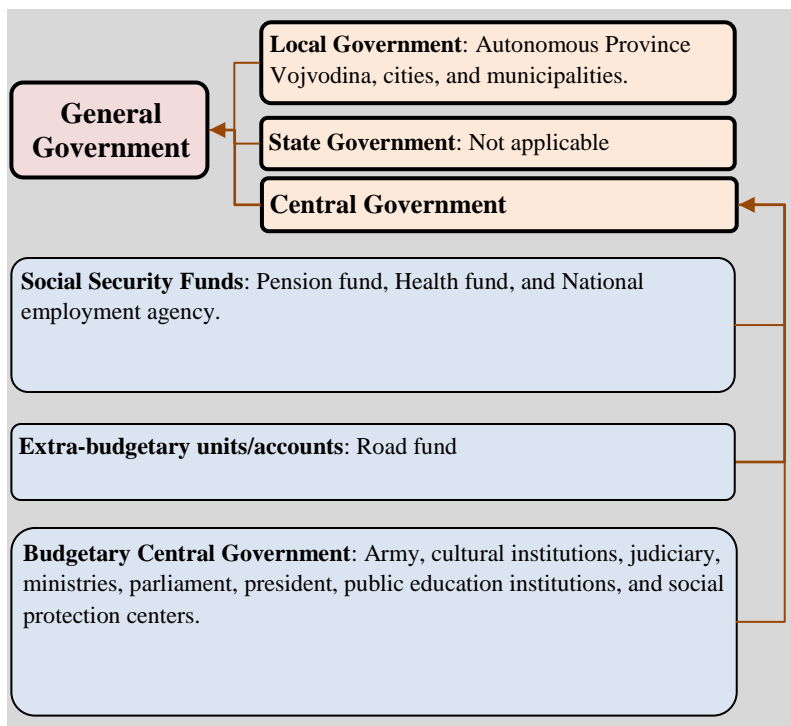 Local Government: Autonomous Province
Vojvodina, cities, and municipalities.
General
Government
State Government: Not applicable
Central Government
Social Security Funds: Pension fund, Health fund, and National
employment agency.
Extra-budgetary units/accounts: Road fund
Budgetary Central Government: Army, cultural institutions, judiciary,
ministries, parliament, president, public education institutions, and social
protection centers.